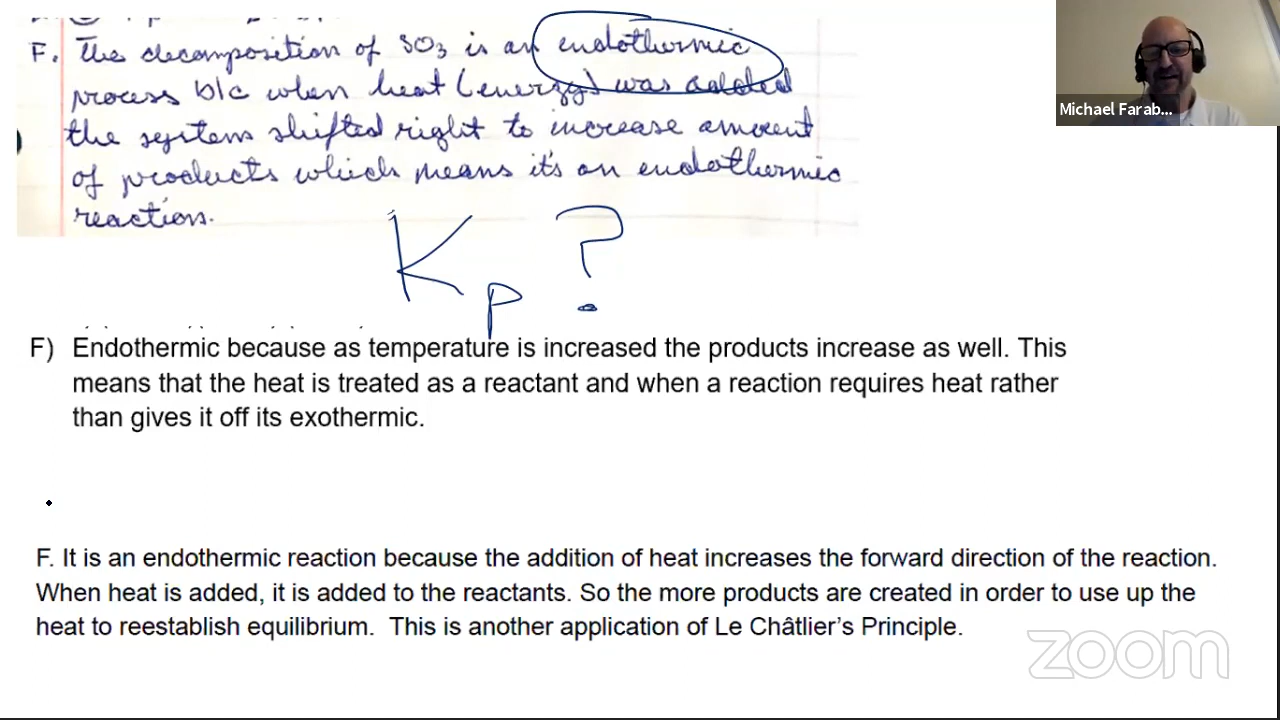 F. The decomposition of SO3 is an endothermic
process b/c when heat (energy) was added
the system shifted right to increase amount
of products which means it's an endothermic
reaction.
Kp ?
F) Endothermic because as temperature is increased the products increase as well. This
means that the heat is treated as a reactant and when a reaction requires heat rather
than gives it off its exothermic.
F. It is an endothermic reaction because the addition of heat increases the forward direction of the reaction.
When heat is added, it is added to the reactants. So the more products are created in order to use up the
heat to reestablish equilibrium. This is another application of Le Châtlier’s Principle.
Michael Farab...
zoom